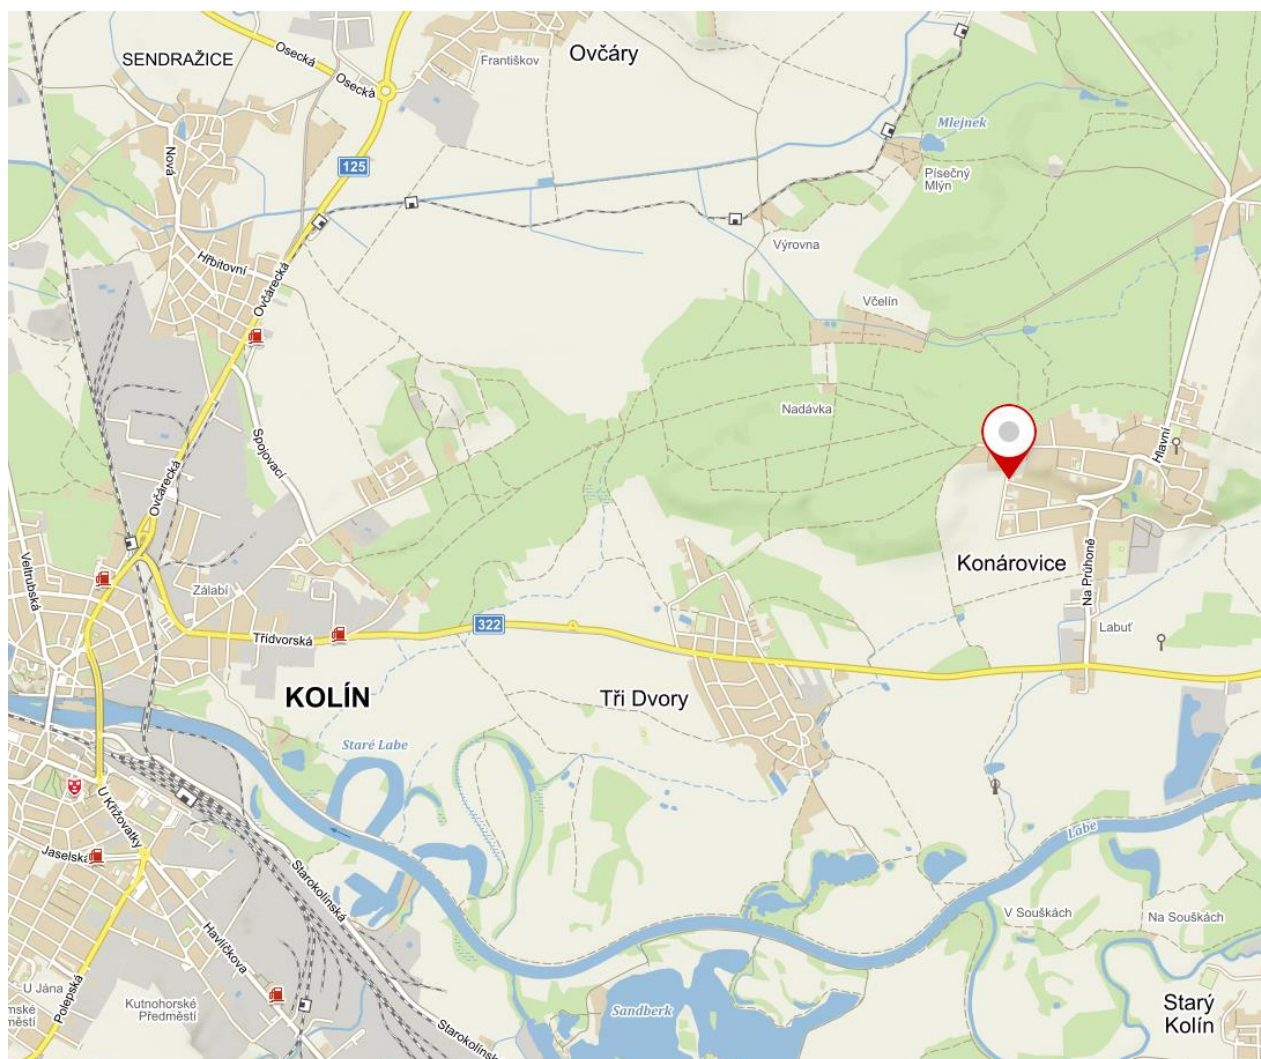 Ovčáry
SENDRAŽICE
Osecká
Osecká
Františkov
Mlejnek
125
Nová
Písečný
Mlýn
Hřbitovní
Výrovna
Ovčárecká
Včelín
Nadávka
Spojovací
Hlavní
Ovčárecká
Konárovice
Veltrubská
Zálabí
Na Průhoně
Labuť
322
Třídvorská
KOLÍN
Tři Dvory
Staré Labe
U Křižovatky
Labe
Jaselská
Starokolínská
V Souškách
Na Souškách
Havlíčkova
U Jána
Polepská
Kutnohorské
Předměstí
mské
městí
Sandberk
Starý
Kolín
Starokolínská